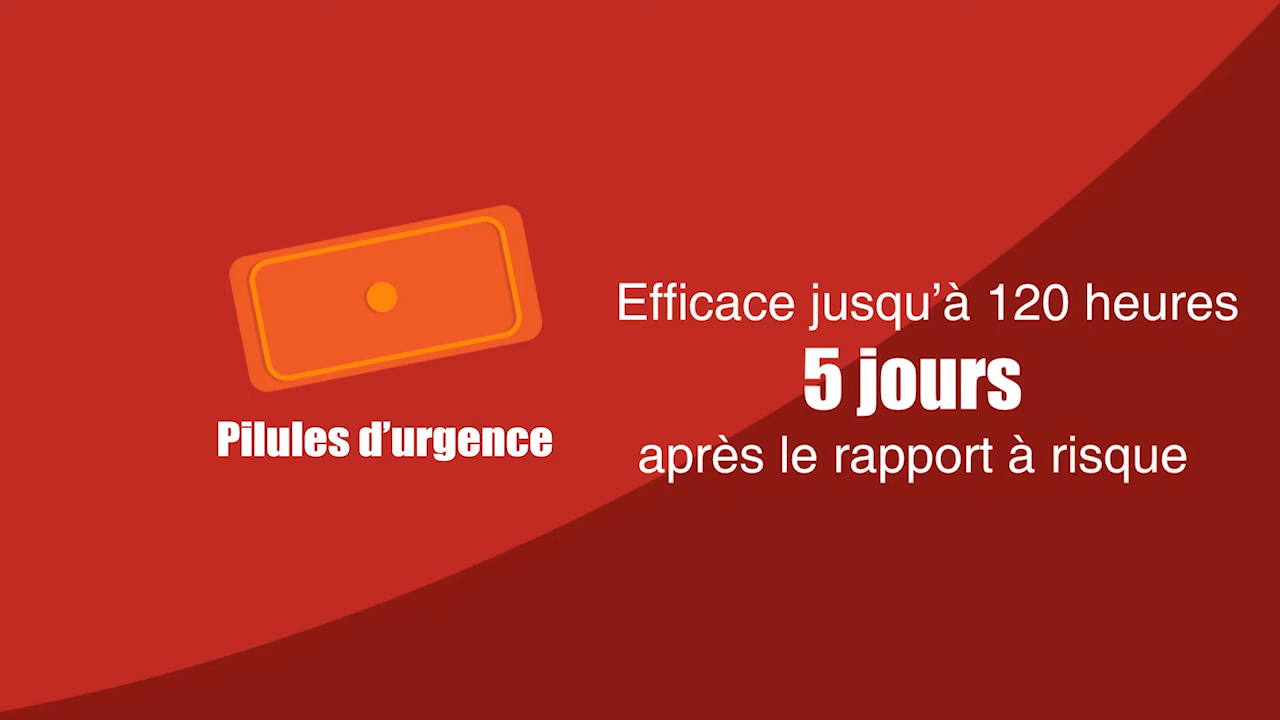 Pilules d’urgence
Efficace jusqu’à 120 heures
5 jours
après le rapport à risque